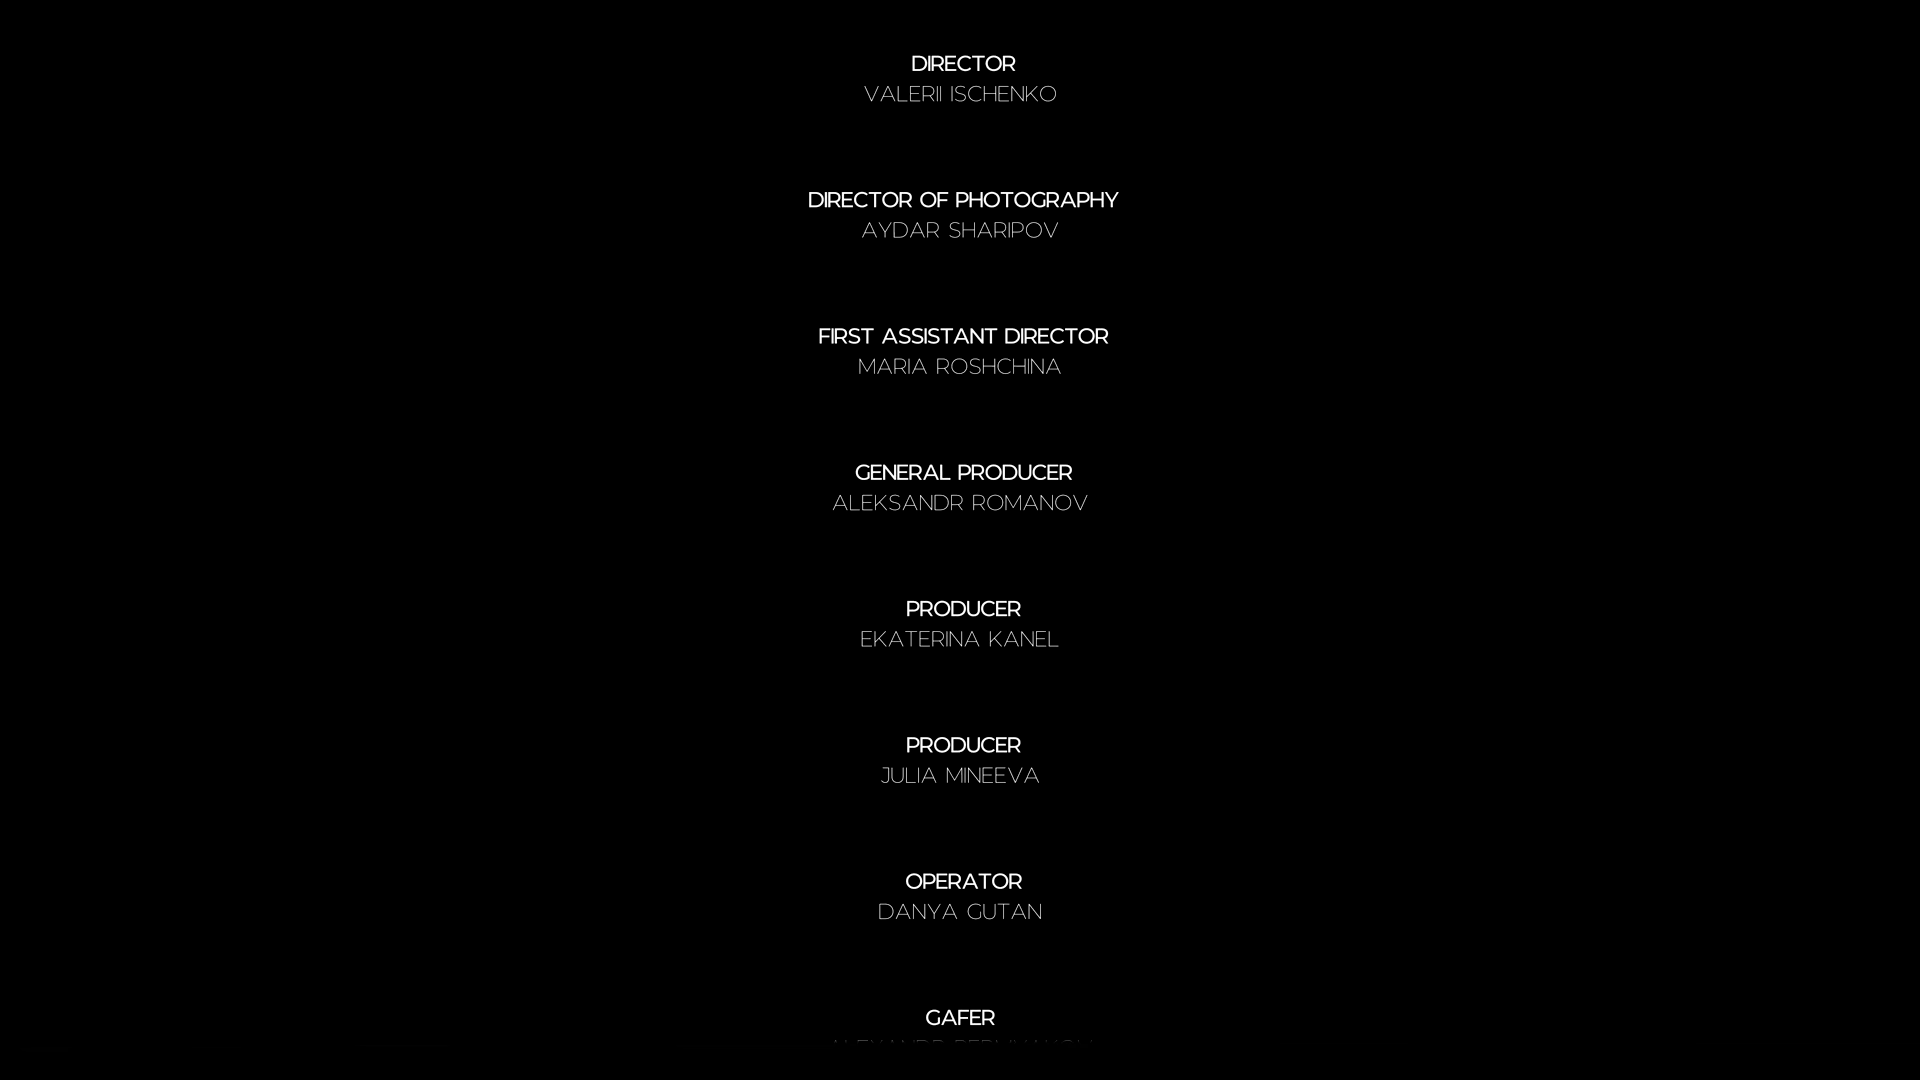 DIRECTOR
VALERII ISCHENKO
DIRECTOR OF PHOTOGRAPHY
AYDAR SHARIPOV
FIRST ASSISTANT DIRECTOR
MARIA ROSHCHINA
GENERAL PRODUCER
ALEKSANDR ROMANOV
PRODUCER
EKATERINA KANEL
PRODUCER
JULIA MINEEVA
OPERATOR
DANYA GUTAN
GAFER